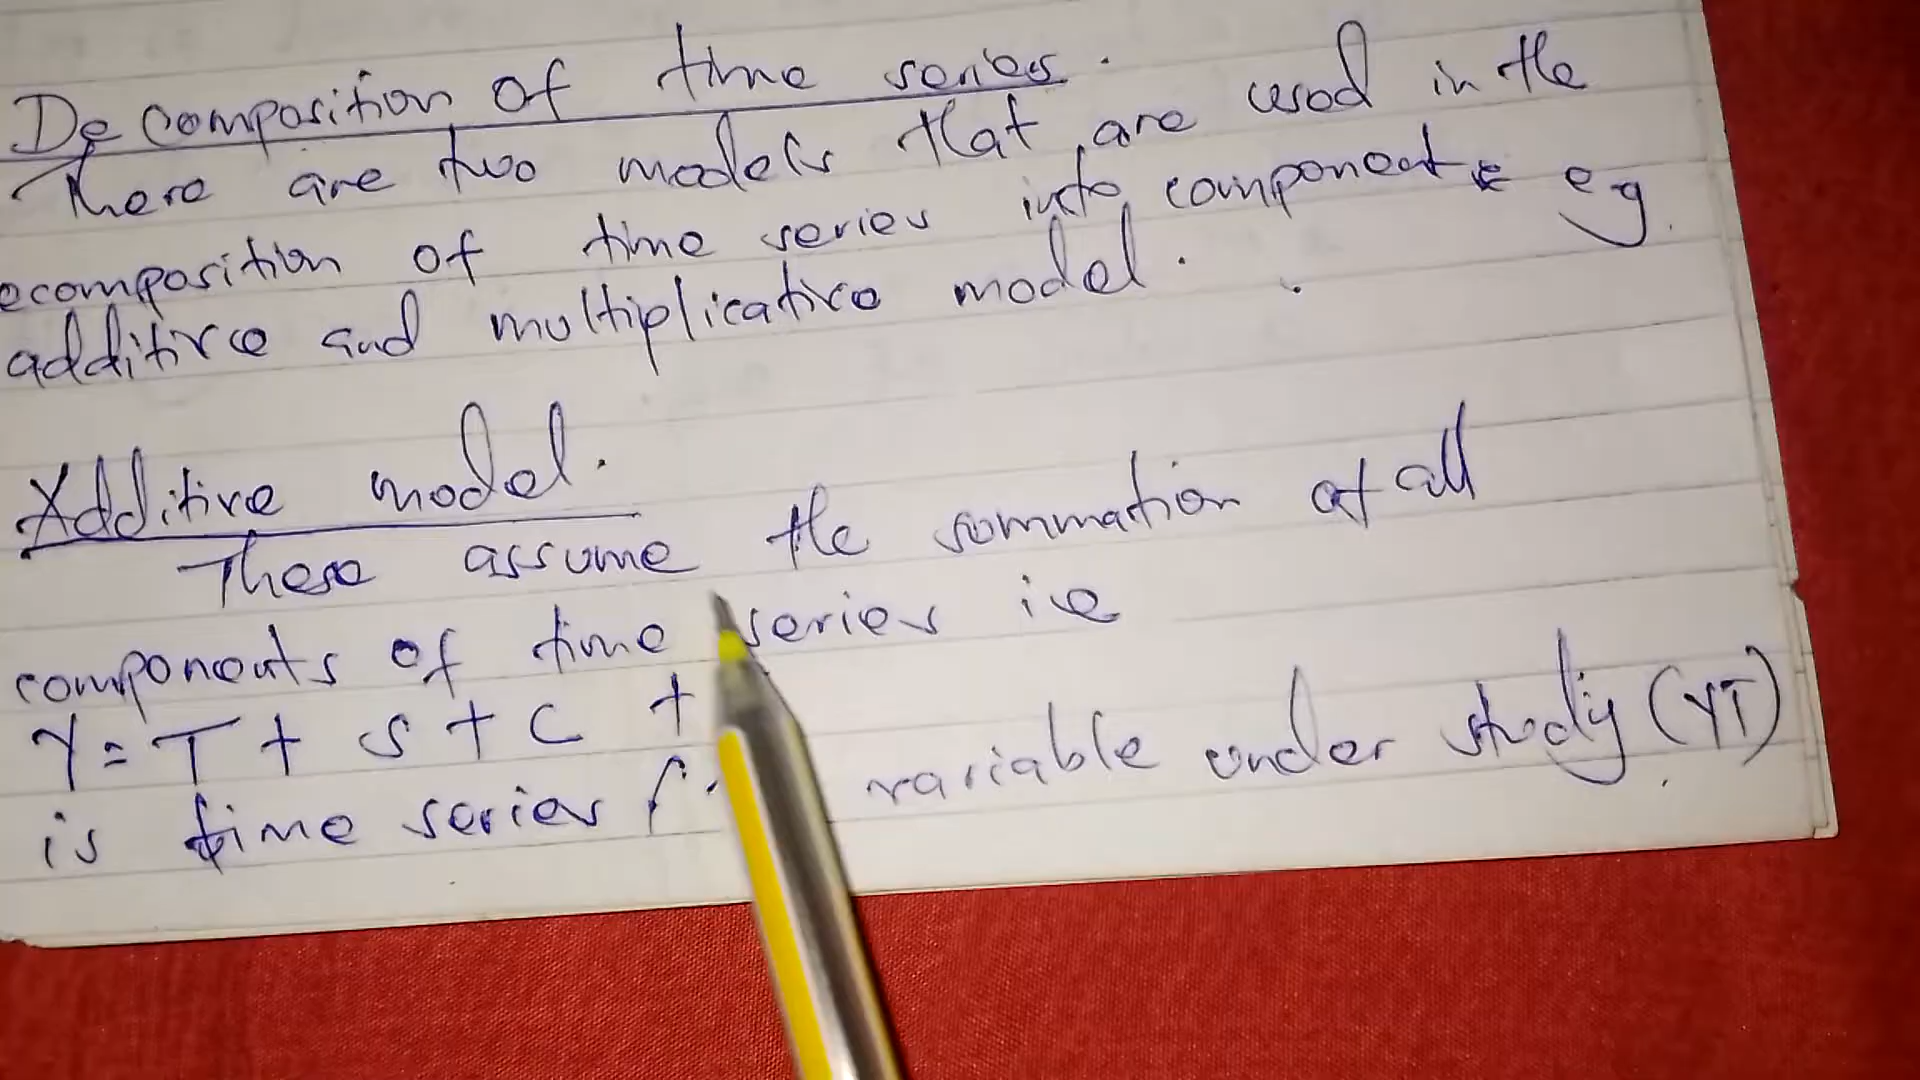 Decomposition of time series.
There are two models that are used in the
ecomposition of time series into components eg
additive and multiplicative model.
Additive model.
These assume the summation of all
components of time series ie
Y = T + S + C +
is time series variable under study (YT)